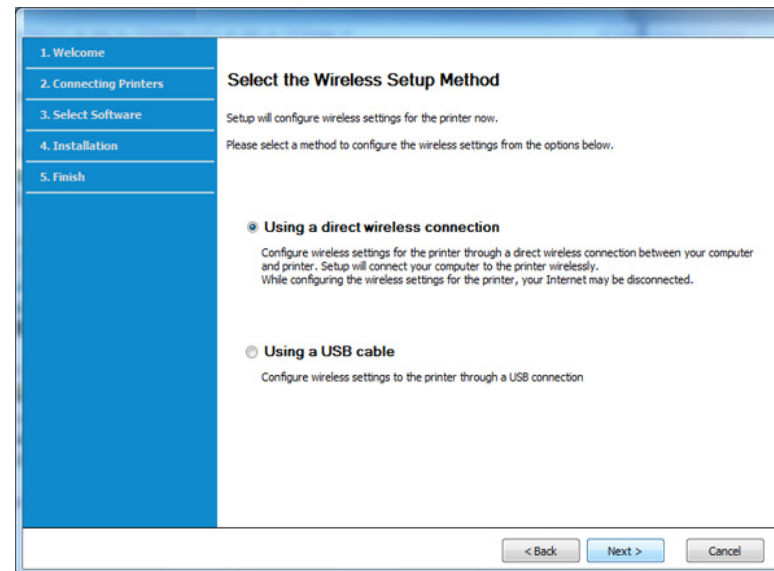 1. Welcome
2. Connecting Printers
3. Select Software
4. Installation
5. Finish
Select the Wireless Setup Method
Setup will configure wireless settings for the printer now.
Please select a method to configure the wireless settings from the options below.
Using a direct wireless connection
Configure wireless settings for the printer through a direct wireless connection between your computer
and printer. Setup will connect your computer to the printer wirelessly.
While configuring the wireless settings for the printer, your Internet may be disconnected.
Using a USB cable
Configure wireless settings to the printer through a USB connection
< Back
Next >
Cancel